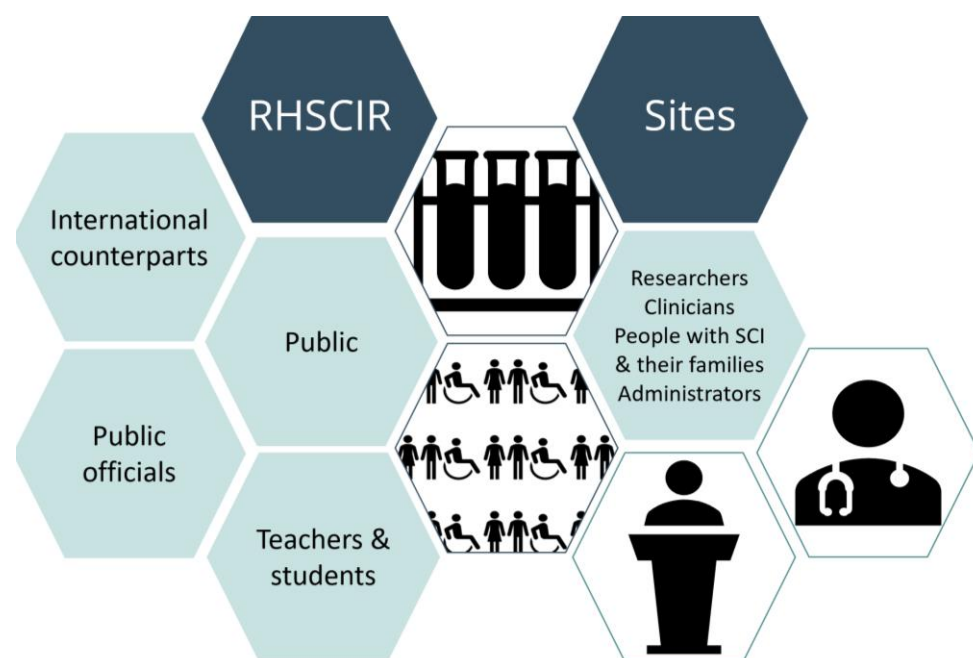 RHSCIR
Sites
International
counterparts
Public
Researchers
Clinicians
People with SCI
& their families
Administrators
Public
officials
Teachers &
students